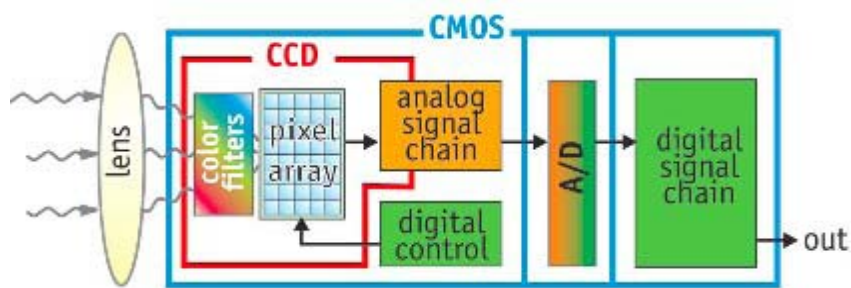 CMOS
CCD
lens
color
filters
pixel
array
analog
signal
chain
digital
control
A/D
digital
signal
chain
out